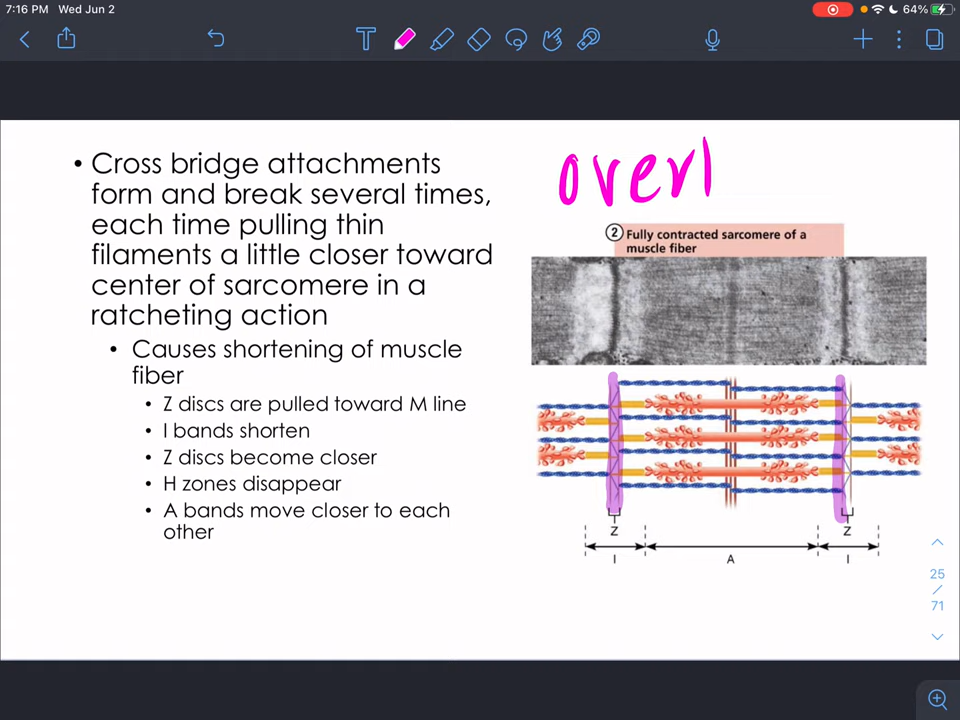 7:16 PM Wed Jun 2
64%
T
• Cross bridge attachments
form and break several times,
each time pulling thin
filaments a little closer toward
center of sarcomere in a
ratcheting action
• Causes shortening of muscle
fiber
• Z discs are pulled toward M line
• I bands shorten
• Z discs become closer
• H zones disappear
• A bands move closer to each
other
overl
2 Fully contracted sarcomere of a
muscle fiber
Z Z
I A I
25
/
71